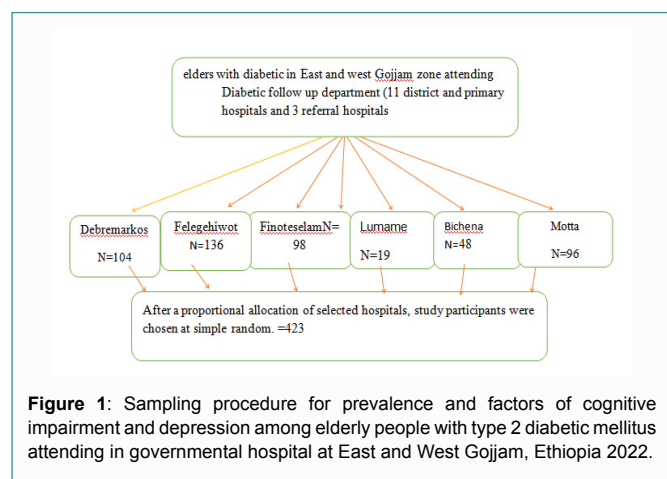 elders with diabetic in East and west Gojjam zone attending
Diabetic follow up department (11 district and primary
hospitals and 3 referral hospitals
Debremarkos
N=104
Felegehiwot
N=136
FinoteselamN=
98
Lumame
N=19
Bichena
N=48
Motta
N=96
After a proportional allocation of selected hospitals, study participants were
chosen at simple random. =423
Figure 1: Sampling procedure for prevalence and factors of cognitive
impairment and depression among elderly people with type 2 diabetic mellitus
attending in governmental hospital at East and West Gojjam, Ethiopia 2022.